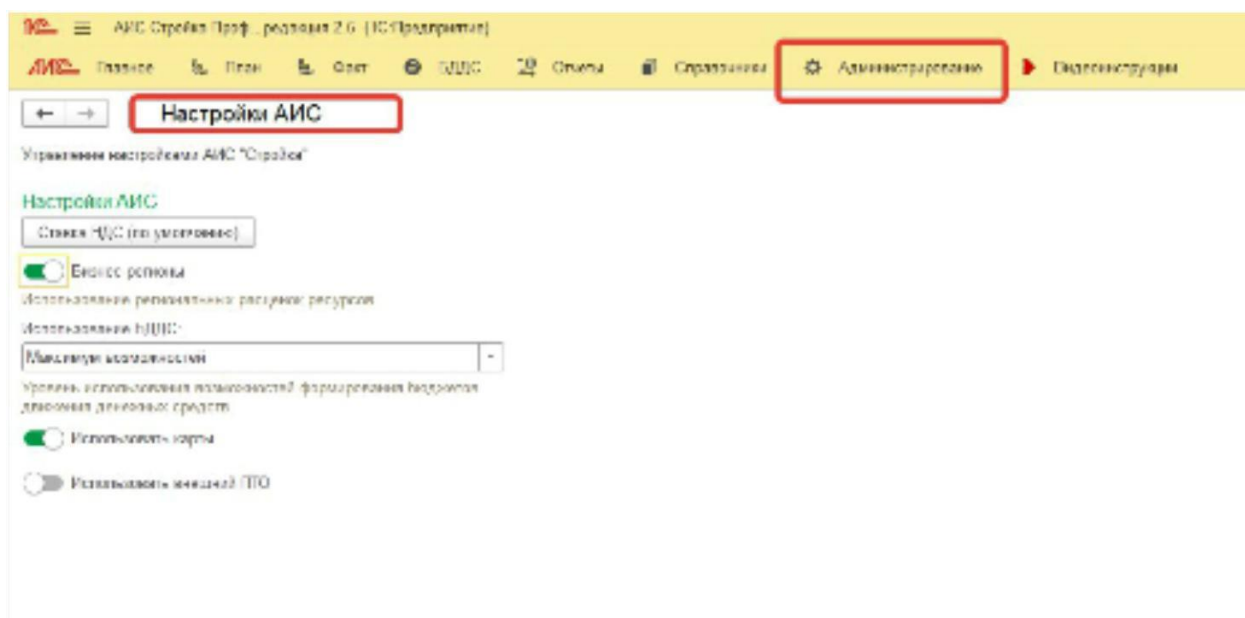 1С АИС Стройка Проф., редакция 2.6 (1С:Предприятие)
АИС Главное План Факт БДДС Отчеты Справочники Администрирование Видеоинструкции
← → Настройки АИС
Управление настройками АИС "Стройка"
Настройки АИС
Ставка НДС (по умолчанию)
Бизнес регионы
Использование региональных расценок ресурсов
Использование БДДС:
Максимум возможностей
Уровень использования возможностей формирования бюджетов
движения денежных средств
Использовать карты
Использовать внешний ПТО